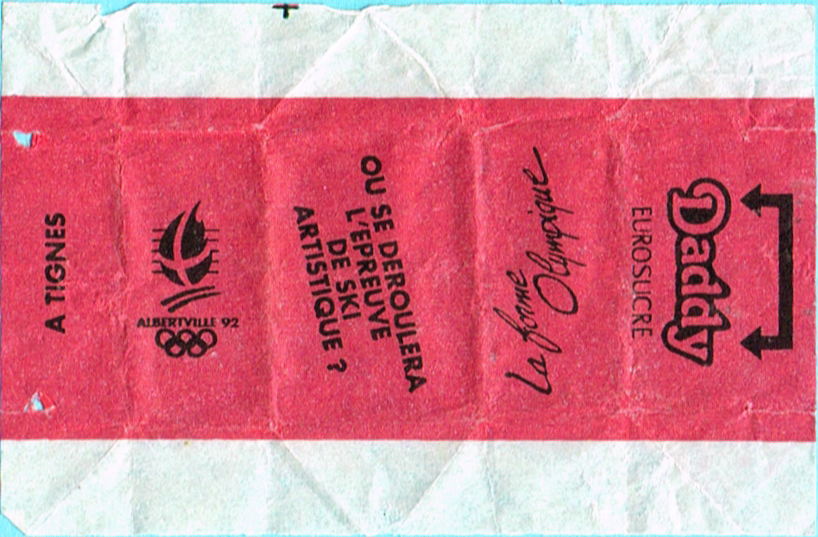 Daddy
EUROSUCRE
La forme
Olympique
OU SE DEROULERA
L'EPREUVE
DE SKI
ARTISTIQUE ?
ALBERTVILLE 92
A TIGNES